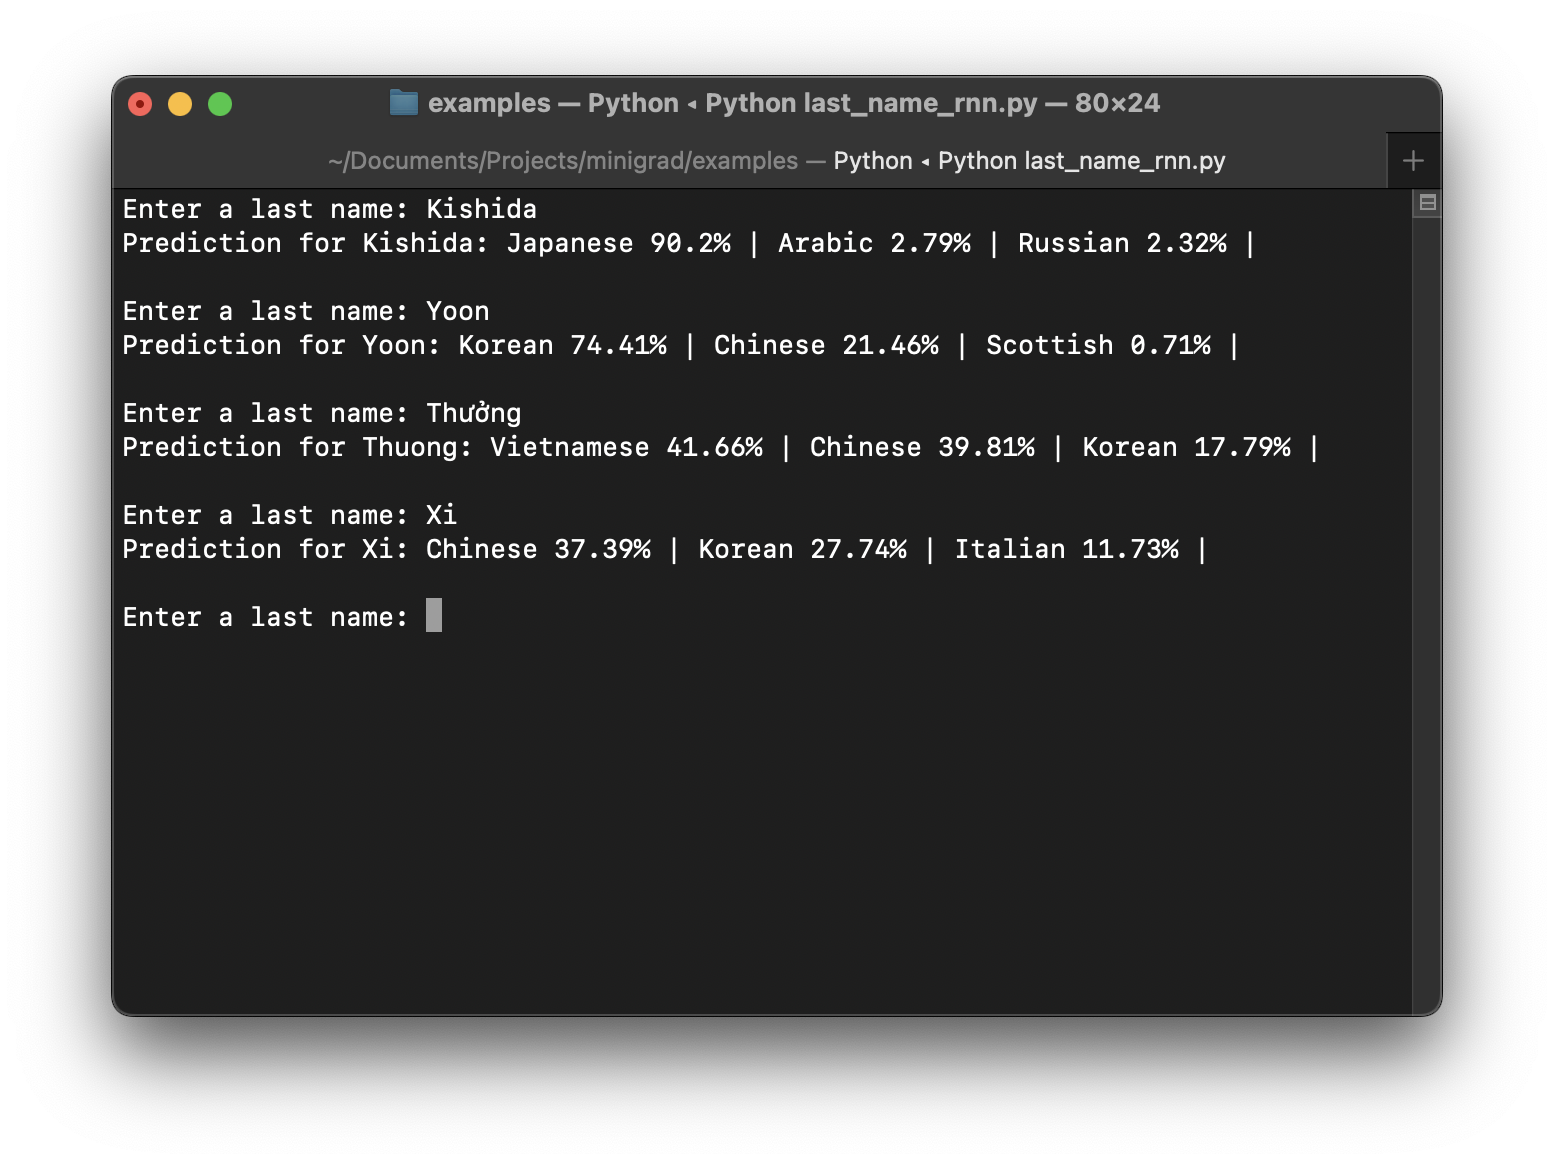 examples — Python ◂ Python last_name_rnn.py — 80×24
~/Documents/Projects/minigrad/examples — Python ◂ Python last_name_rnn.py
Enter a last name: Kishida
Prediction for Kishida: Japanese 90.2% | Arabic 2.79% | Russian 2.32% |
Enter a last name: Yoon
Prediction for Yoon: Korean 74.41% | Chinese 21.46% | Scottish 0.71% |
Enter a last name: Thưởng
Prediction for Thuong: Vietnamese 41.66% | Chinese 39.81% | Korean 17.79% |
Enter a last name: Xi
Prediction for Xi: Chinese 37.39% | Korean 27.74% | Italian 11.73% |
Enter a last name: